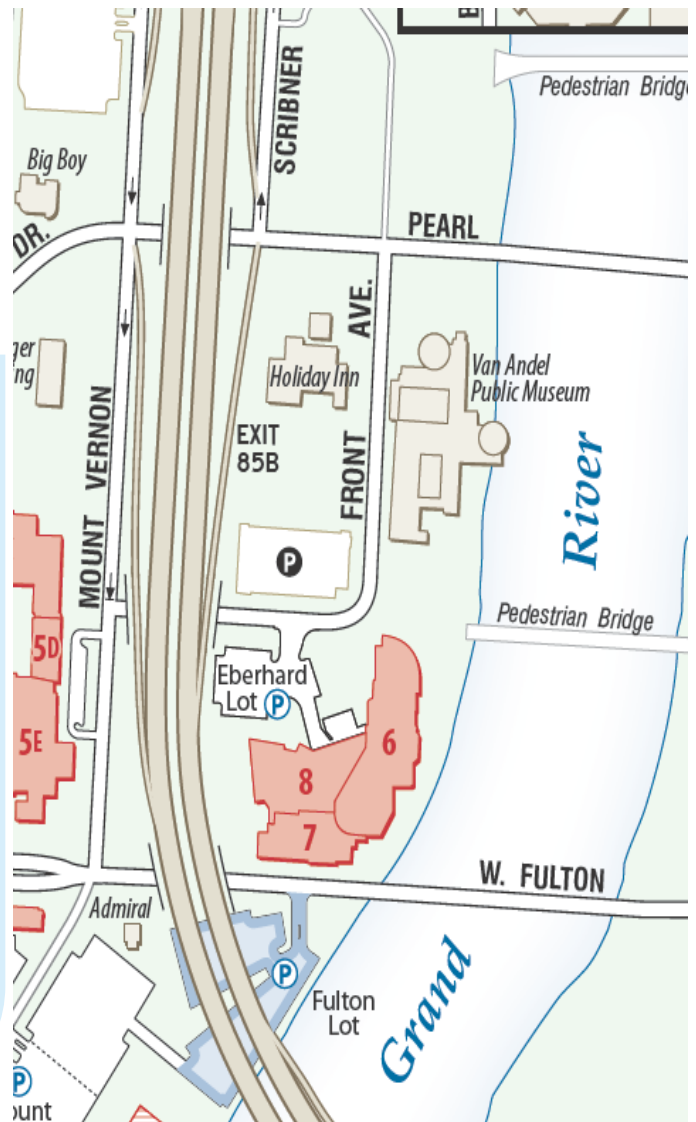 Pedestrian Bridge
SCRIBNER
Big Boy
DR.
PEARL
AVE.
Holiday Inn
Van Andel
Public Museum
MOUNT VERNON
EXIT
85B
FRONT
River
P
Pedestrian Bridge
5D
Eberhard
Lot P
6
5E
8
7
W. FULTON
Admiral
P
Fulton
Lot
Grand
P